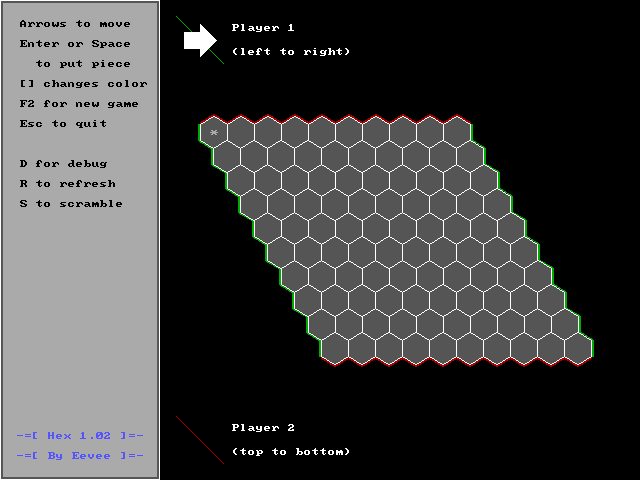 Arrows to move
Enter or Space
to put piece
[] changes color
F2 for new game
Esc to quit
D for debug
R to refresh
S to scramble
-=[ Hex 1.02 ]=-
-=[ By Eevee ]=-
Player 1
(left to right)
*
Player 2
(top to bottom)